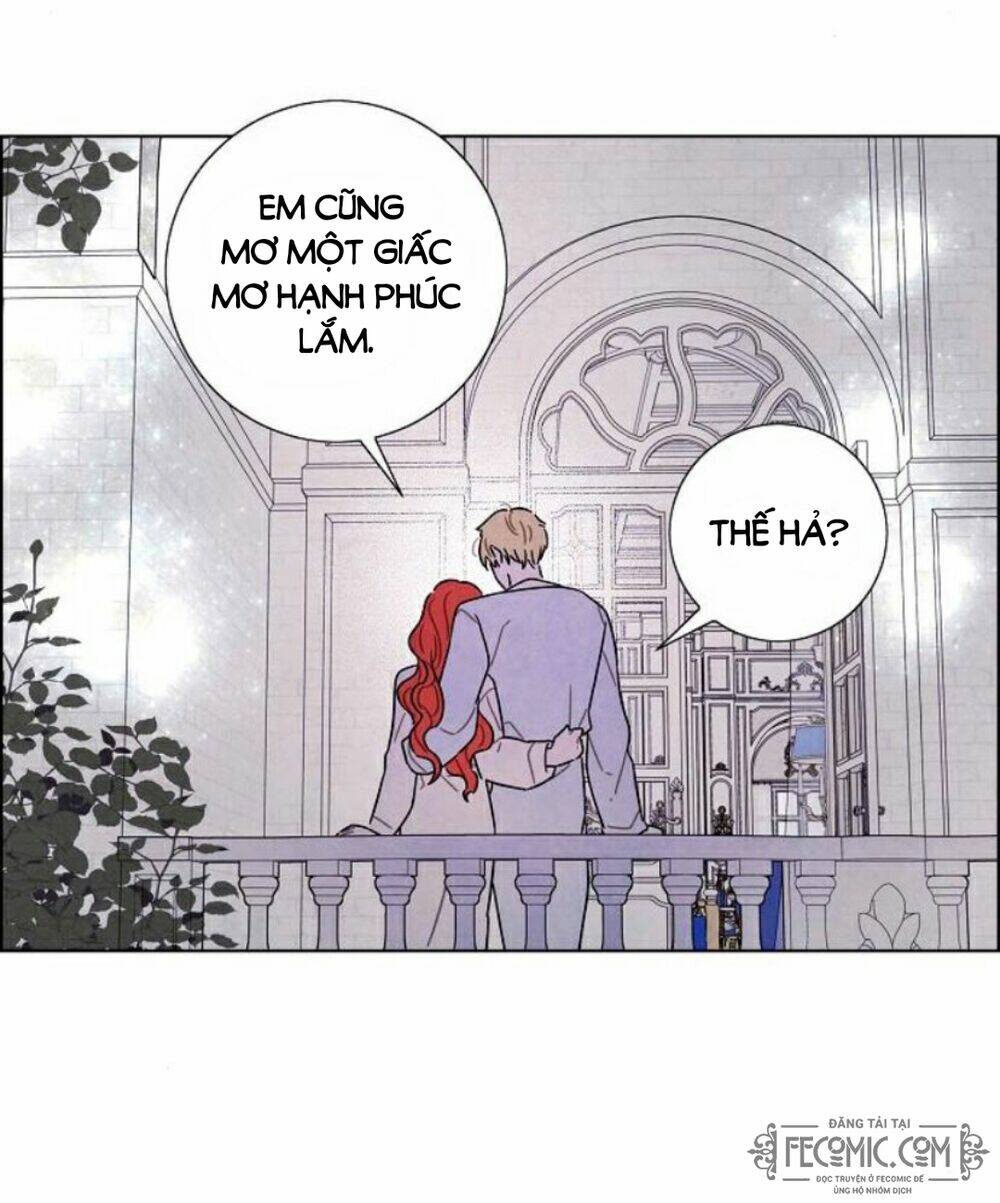 EM CŨNG
MƠ MỘT GIẤC
MƠ HẠNH PHÚC
LẮM.
THẾ HẢ?
ĐĂNG TẢI TẠI
FECOMIC.COM
ĐỌC TRUYỆN Ở FECOMIC ĐỂ
ỦNG HỘ NHÓM DỊCH